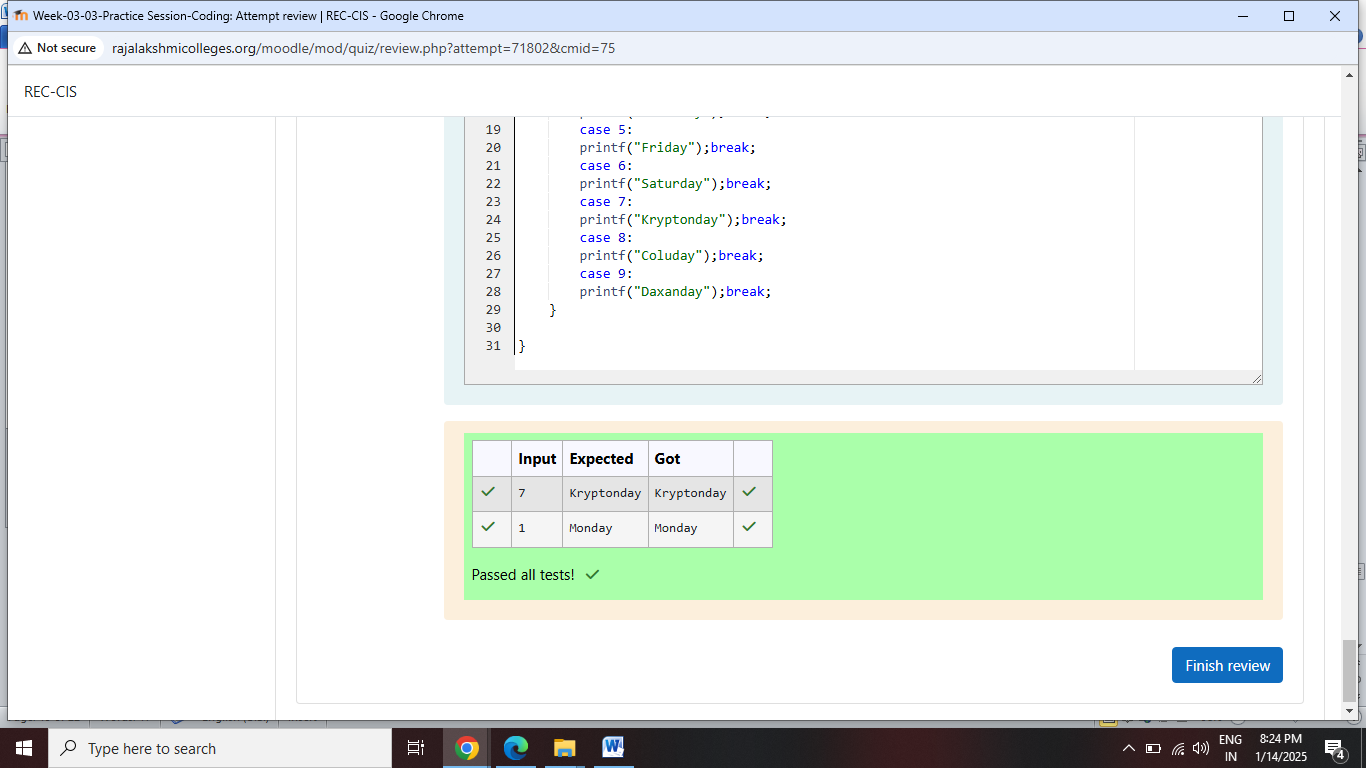 Week-03-03-Practice Session-Coding: Attempt review | REC-CIS - Google Chrome
Not secure
rajalakshmicolleges.org/moodle/mod/quiz/review.php?attempt=71802&cmid=75
REC-CIS
19 case 5:
20 printf("Friday");break;
21 case 6:
22 printf("Saturday");break;
23 case 7:
24 printf("Kryptonday");break;
25 case 8:
26 printf("Coluday");break;
27 case 9:
28 printf("Daxanday");break;
29 }
30
31 }
Input Expected Got
7 Kryptonday Kryptonday
1 Monday Monday
Passed all tests!
Finish review
Type here to search
ENG
IN
8:24 PM
1/14/2025
4